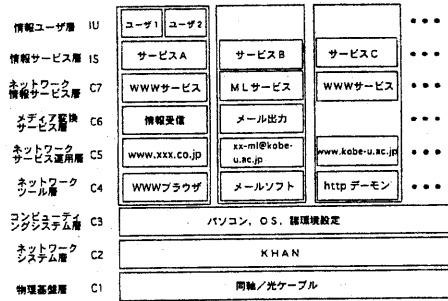 情報ユーザ層 IU ユーザ1 ユーザ2 •••
情報サービス層 IS サービスA サービスB サービスC •••
ネットワーク
情報サービス層 C7 WWWサービス MLサービス WWWサービス •••
メディア変換
サービス層 C6 情報受信 メール出力
ネットワーク
サービス運用層 C5 www.xxx.co.jp xx-ml@kobe-
u.ac.jp www.kobe-u.ac.jp •••
ネットワーク
ツール層 C4 WWWブラウザ メールソフト httpデーモン •••
コンピューティ
ングシステム層 C3 パソコン，OS，諸環境設定
ネットワーク
システム層 C2 KHAN
物理基盤層 C1 同軸／光ケーブル